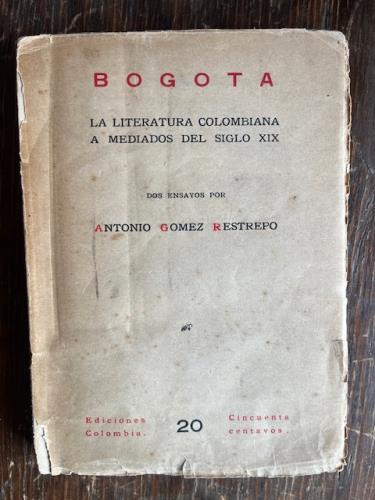 BOGOTA
LA LITERATURA COLOMBIANA
A MEDIADOS DEL SIGLO XIX
DOS ENSAYOS POR
ANTONIO GOMEZ RESTREPO
Ediciones
Colombia.
20
Cincuenta
centavos.